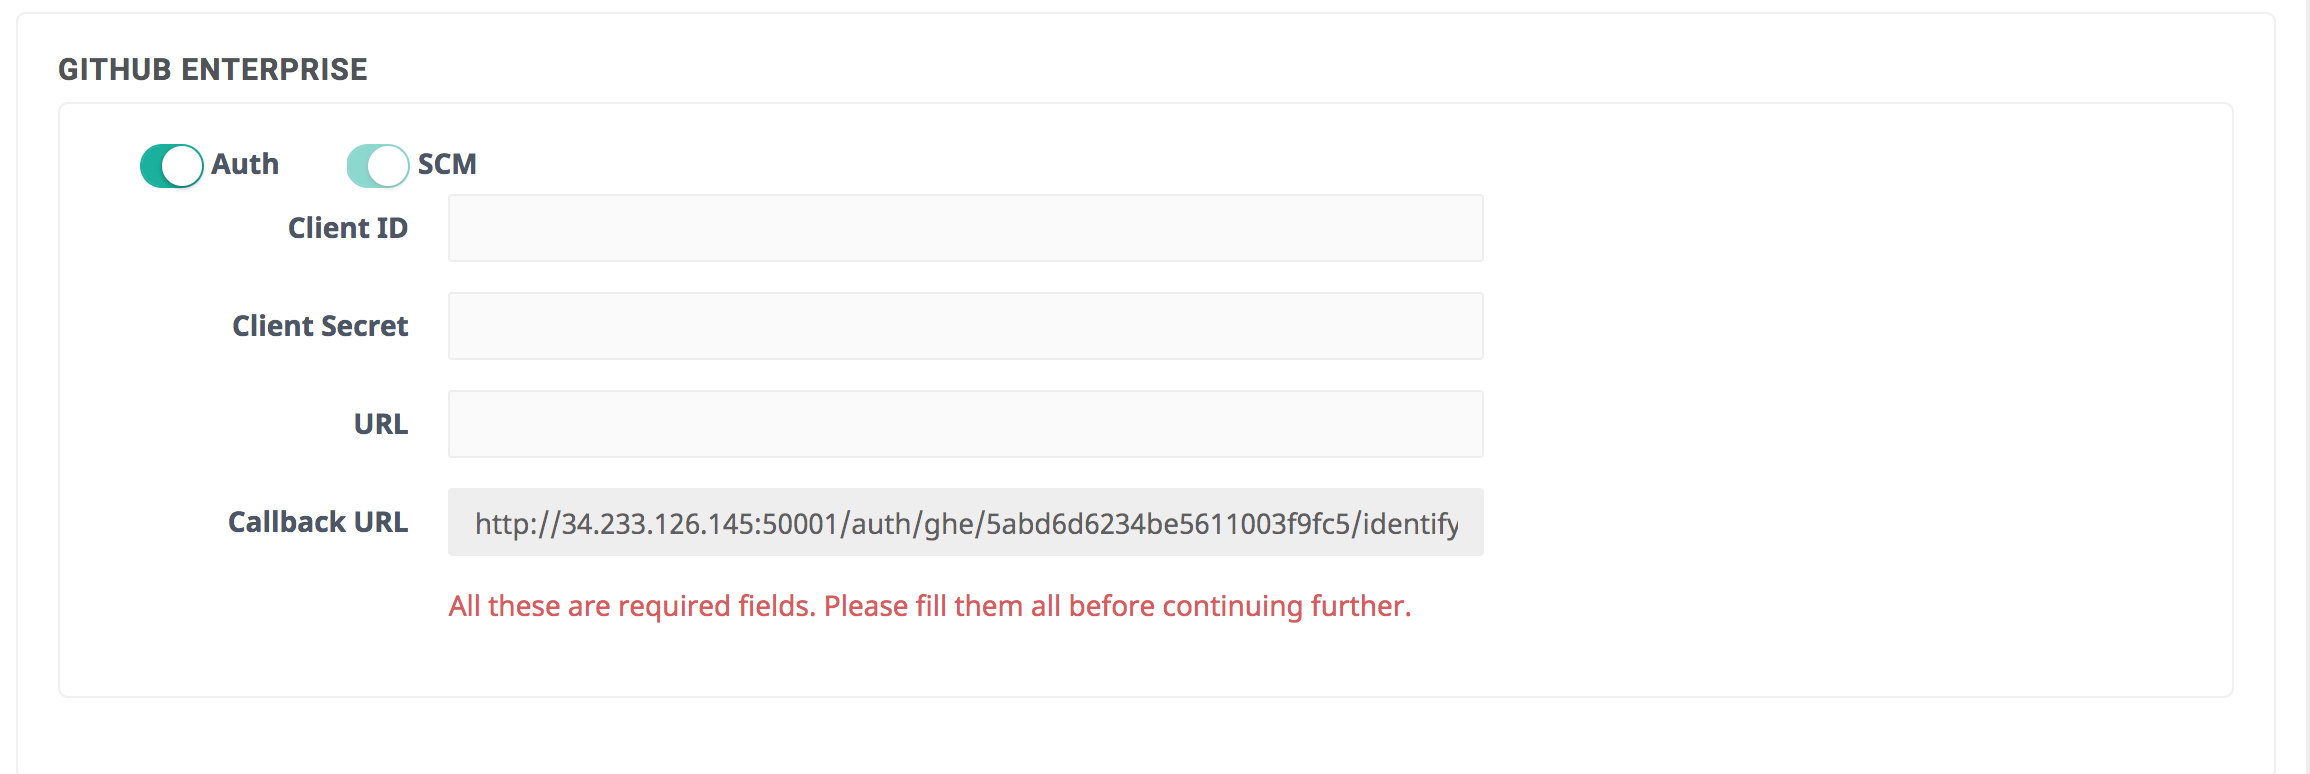 GITHUB ENTERPRISE
Auth SCM
Client ID
Client Secret
URL
Callback URL http://34.233.126.145:50001/auth/ghe/5abd6d6234be5611003f9fc5/identify
All these are required fields. Please fill them all before continuing further.